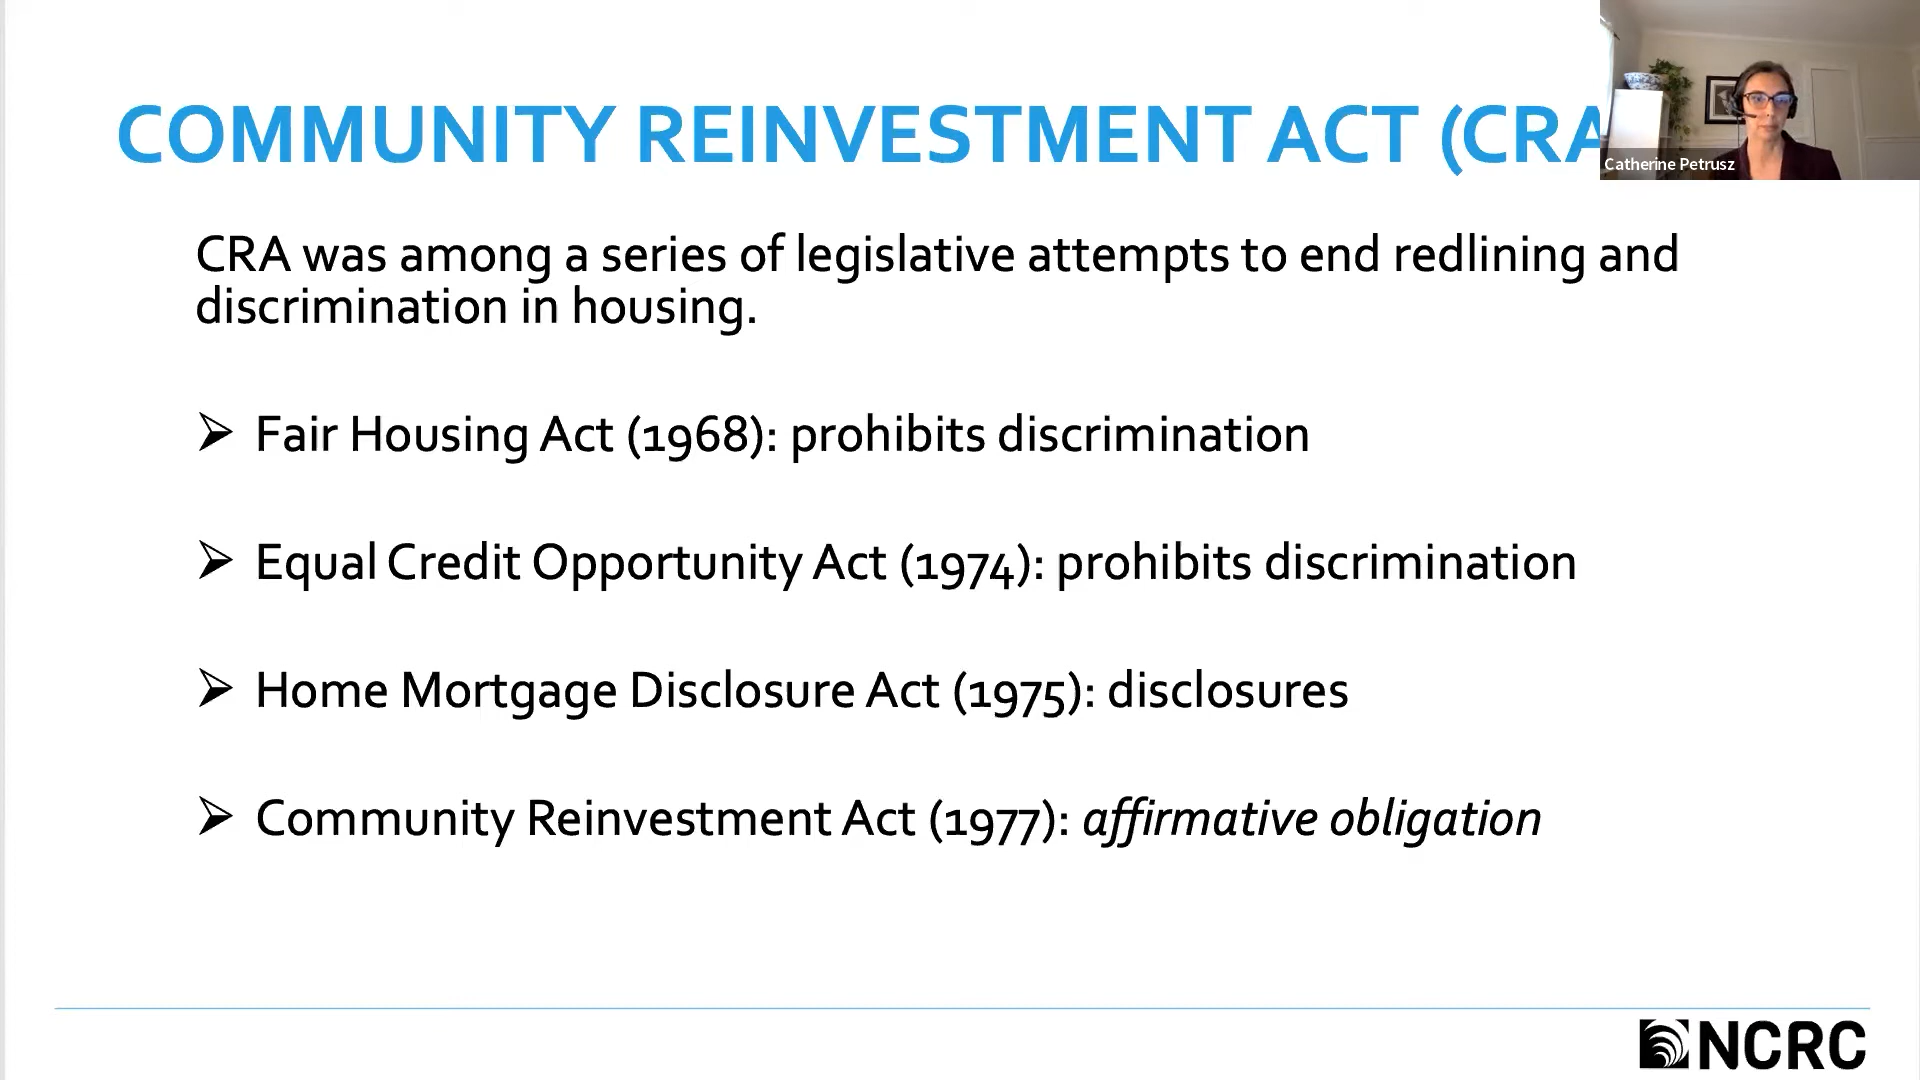 COMMUNITY REINVESTMENT ACT (CRA
Catherine Petrusz
CRA was among a series of legislative attempts to end redlining and
discrimination in housing.
➢ Fair Housing Act (1968): prohibits discrimination
➢ Equal Credit Opportunity Act (1974): prohibits discrimination
➢ Home Mortgage Disclosure Act (1975): disclosures
➢ Community Reinvestment Act (1977): affirmative obligation
NCRC